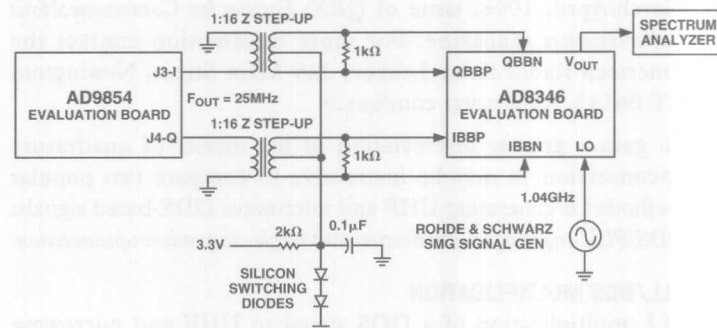 1:16 Z STEP-UP
SPECTRUM
ANALYZER
1kΩ
J3-I
QBBP
QBBN
VOUT
AD9854
EVALUATION BOARD
FOUT = 25MHz
AD8346
EVALUATION BOARD
1:16 Z STEP-UP
J4-Q
IBBP
1kΩ
IBBN
LO
1.04GHz
2kΩ
0.1µF
3.3V
ROHDE & SCHWARZ
SMG SIGNAL GEN
SILICON
SWITCHING
DIODES